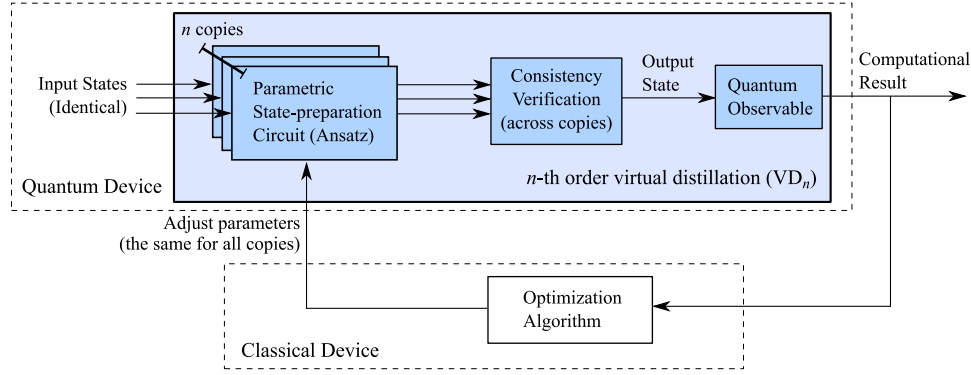 n copies
Input States
(Identical)
Parametric
State-preparation
Circuit (Ansatz)
Consistency
Verification
(across copies)
Output
State
Quantum
Observable
Computational
Result
Quantum Device
n-th order virtual distillation (VDn)
Adjust parameters
(the same for all copies)
Optimization
Algorithm
Classical Device